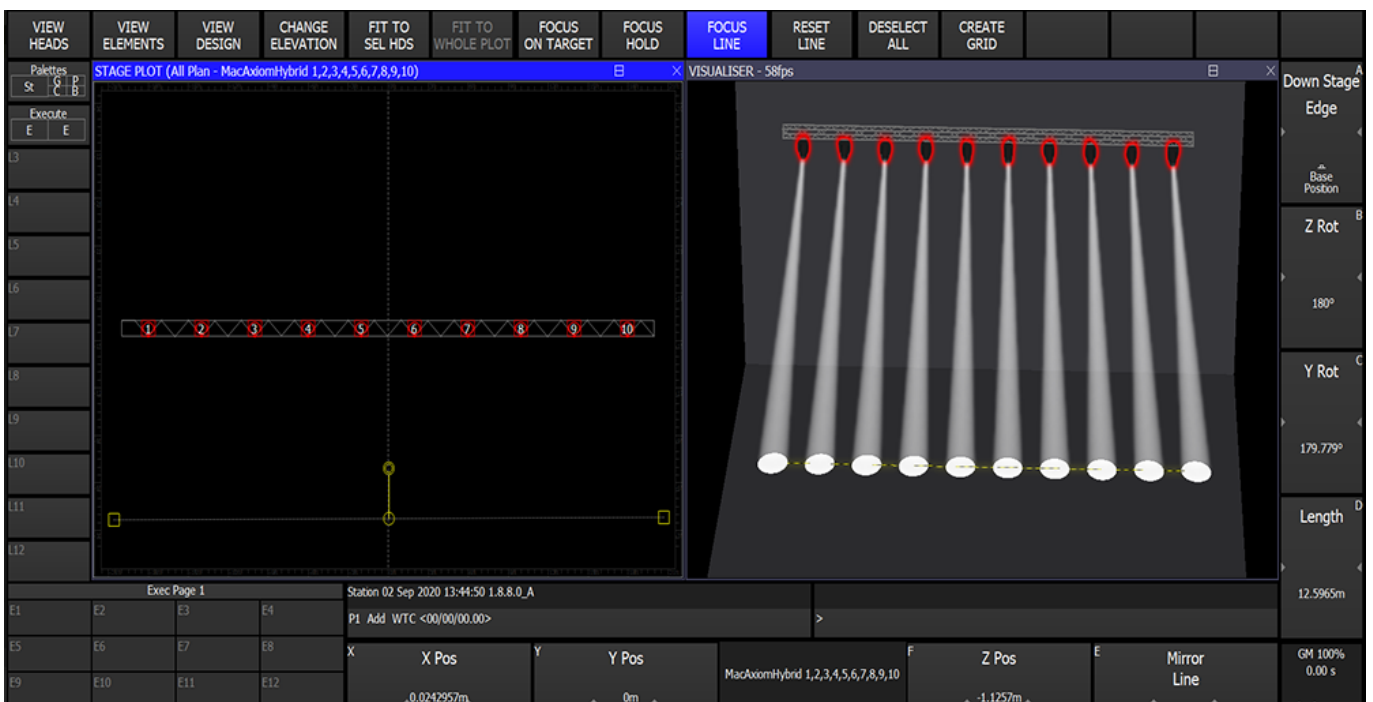 VIEW
HEADS
VIEW
ELEMENTS
VIEW
DESIGN
CHANGE
ELEVATION
FIT TO
SEL HDS
FIT TO
WHOLE PLOT
FOCUS
ON TARGET
FOCUS
HOLD
FOCUS
LINE
RESET
LINE
DESELECT
ALL
CREATE
GRID
Palettes
St
G P
C B
Execute
E E
L3
L4
L5
L6
L7
L8
L9
L10
L11
L12
STAGE PLOT (All Plan - MacAxiomHybrid 1,2,3,4,5,6,7,8,9,10)
1 2 3 4 5 6 7 8 9 10
VISUALISER - 58fps
A
Down Stage
Edge
Base
Position
B
Z Rot
180°
C
Y Rot
179.779°
D
Length
12.5965m
Exec Page 1
E1 E2 E3 E4
E5 E6 E7 E8
E9 E10 E11 E12
Station 02 Sep 2020 13:44:50 1.8.8.0_A
P1 Add WTC <00/00/00.00>
>
X
X Pos
0.0242957m
Y
Y Pos
0m
MacAxiomHybrid 1,2,3,4,5,6,7,8,9,10
F
Z Pos
-1.1257m
E
Mirror
Line
GM 100%
0.00 s